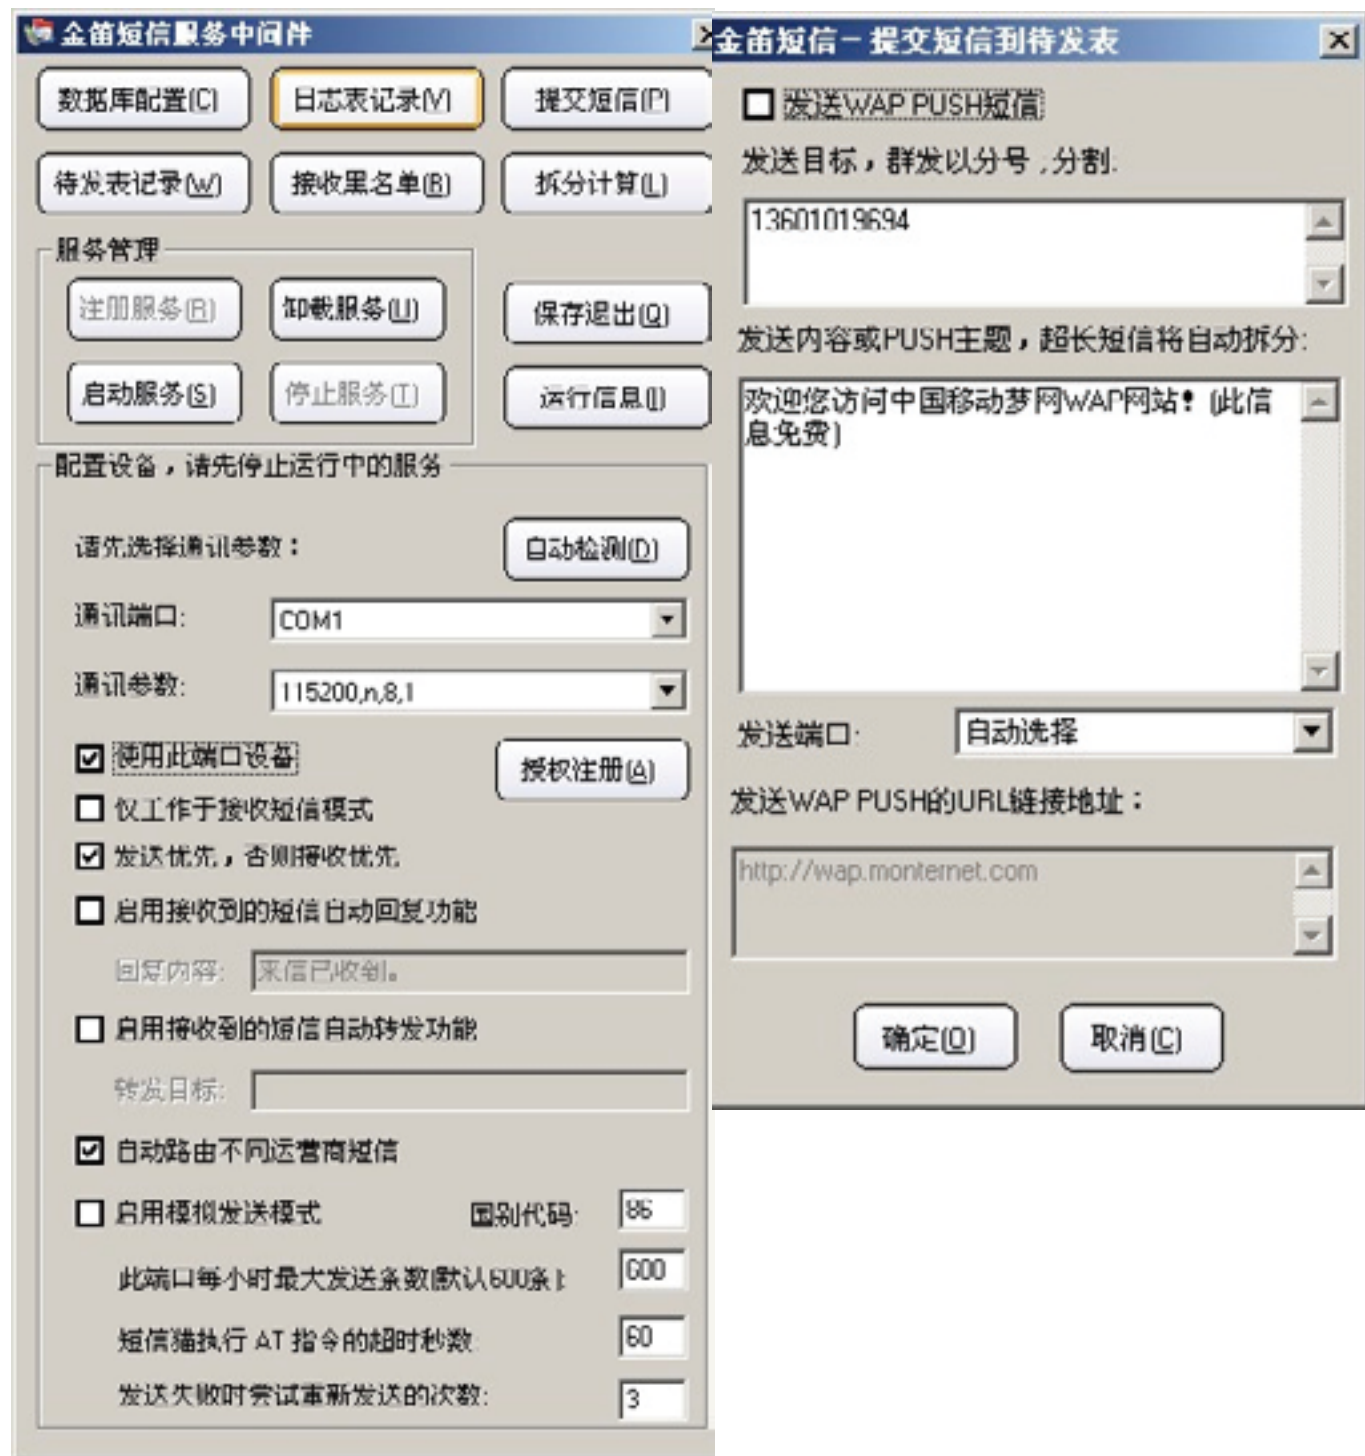 金笛短信服务中间件
数据库配置(C)
日志表记录(V)
提交短信(P)
待发表记录(W)
接收黑名单(B)
拆分计算(L)
服务管理
注册服务(R)
卸载服务(U)
保存退出(Q)
启动服务(S)
停止服务(T)
运行信息(I)
配置设备，请先停止运行中的服务
请先选择通讯参数：
自动检测(D)
通讯端口:
COM1
通讯参数:
115200,n,8,1
使用此端口设备
授权注册(A)
仅工作于接收短信模式
发送优先，否则接收优先
启用接收到的短信自动回复功能
回复内容:
来信已收到。
启用接收到的短信自动转发功能
转发目标:
自动路由不同运营商短信
启用模拟发送模式
国别代码:
86
此端口每小时最大发送条数(默认600条):
600
短信猫执行 AT 指令的超时秒数:
60
发送失败时尝试重新发送的次数:
3
金笛短信－提交短信到待发表
发送WAP PUSH短信
发送目标，群发以分号 ;分割:
13601019694
发送内容或PUSH主题，超长短信将自动拆分:
欢迎您访问中国移动梦网WAP网站！(此信
息免费)
发送端口:
自动选择
发送WAP PUSH的URL链接地址：
http://wap.monternet.com
确定(O)
取消(C)